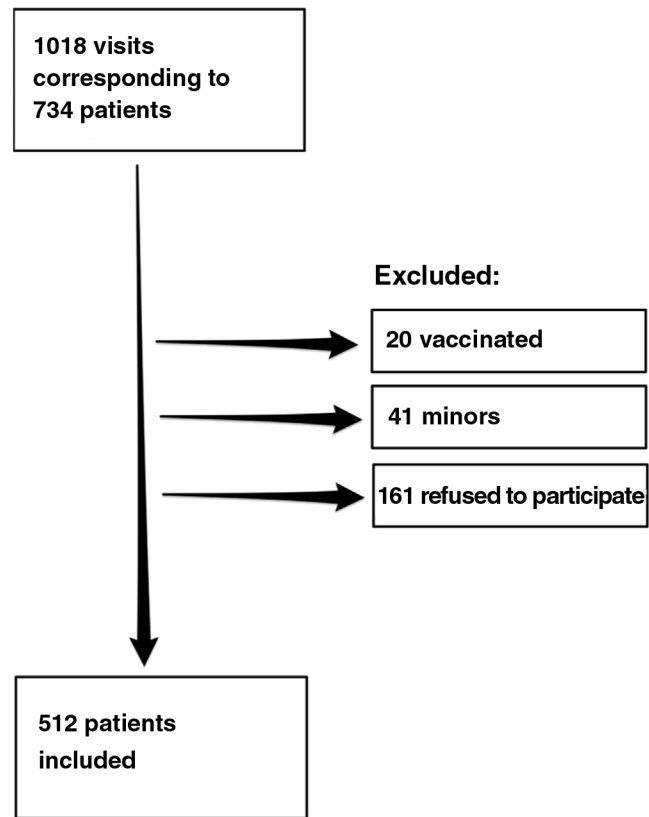 1018 visits
corresponding to
734 patients
Excluded:
20 vaccinated
41 minors
161 refused to participate
512 patients
included